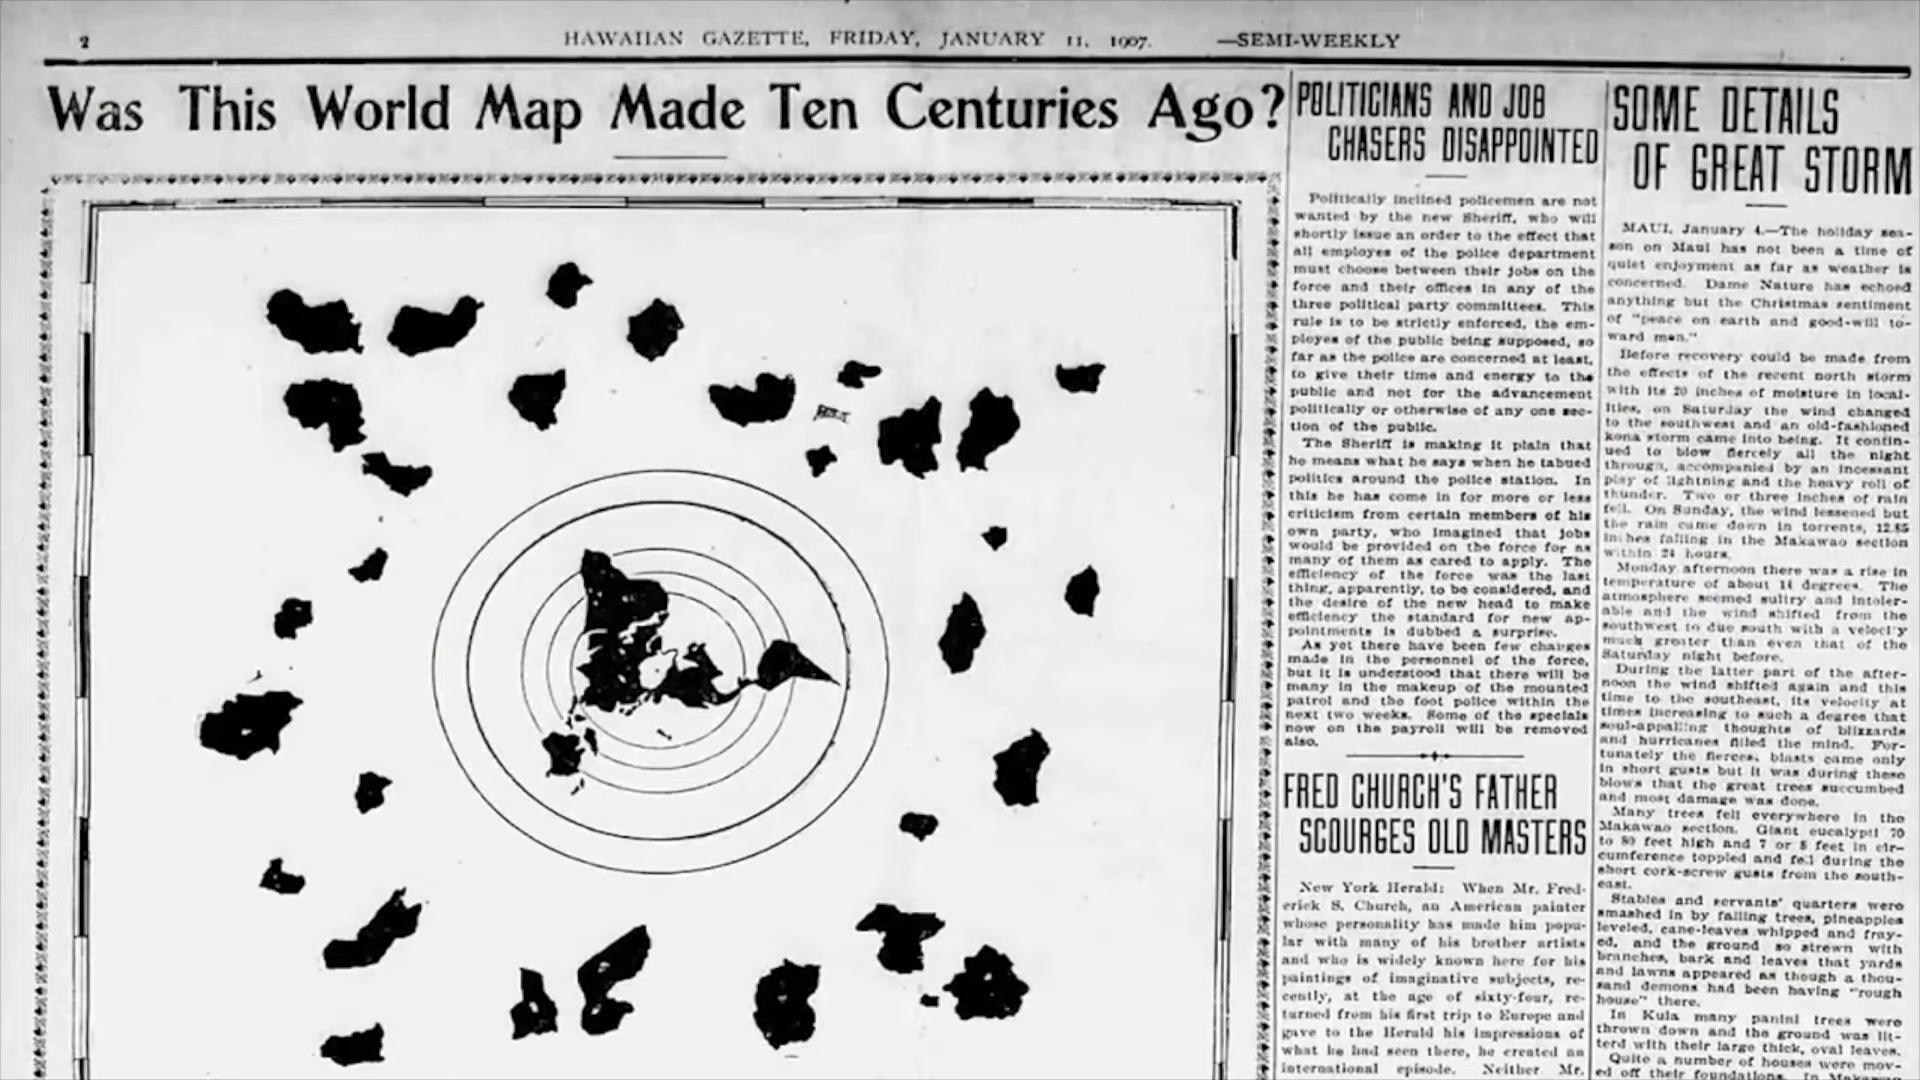 2
HAWAIIAN GAZETTE, FRIDAY, JANUARY 11, 1907. —SEMI-WEEKLY
Was This World Map Made Ten Centuries Ago?
POLITICIANS AND JOB
CHASERS DISAPPOINTED
Politically inclined policemen are not
wanted by the new Sheriff, who will
shortly issue an order to the effect that
all employes of the police department
must choose between their jobs on the
force and their offices in any of the
three political party committees. This
rule is to be strictly enforced, the em-
ployes of the public being supposed, so
far as the police are concerned at least,
to give their time and energy to the
public and not for the advancement
politically or otherwise of any one sec-
tion of the public.
The Sheriff is making it plain that
he means what he says when he tabued
politics around the police station. In
this he has come in for more or less
criticism from certain members of his
own party, who imagined that jobs
would be provided on the force for as
many of them as cared to apply. The
efficiency of the force was the last
thing, apparently, to be considered, and
the desire of the new head to make
efficiency the standard for new ap-
pointments is dubbed a surprise.
As yet there have been few changes
made in the personnel of the force,
but it is understood that there will be
many in the makeup of the mounted
patrol and the foot police within the
next two weeks. Some of the specials
now on the payroll will be removed
also.
FRED CHURCH'S FATHER
SCOURGES OLD MASTERS
New York Herald: When Mr. Fred-
erick S. Church, an American painter
whose personality has made him popu-
lar with many of his brother artists
and who is widely known here for his
paintings of imaginative subjects, re-
cently, at the age of sixty-four, re-
turned from his first trip to Europe and
gave to the Herald his impressions of
what he had seen there, he created an
international episode. Neither Mr.
SOME DETAILS
OF GREAT STORM
MAUI, January 4.—The holiday sea-
son on Maui has not been a time of
quiet enjoyment as far as weather is
concerned. Dame Nature has echoed
anything but the Christmas sentiment
of "peace on earth and good-will to-
ward men."
Before recovery could be made from
the effects of the recent north storm
with its 20 inches of moisture in local-
ities, on Saturday the wind changed
to the southwest and an old-fashioned
kona storm came into being. It contin-
ued to blow fiercely all the night
through, accompanied by an incessant
play of lightning and the heavy roll of
thunder. Two or three inches of rain
fell. On Sunday, the wind lessened but
the rain came down in torrents, 12.85
inches falling in the Makawao section
within 24 hours.
Monday afternoon there was a rise in
temperature of about 14 degrees. The
atmosphere seemed sultry and intoler-
able and the wind shifted from the
southwest to due south with a velocity
much greater than even that of the
Saturday night before.
During the latter part of the after-
noon the wind shifted again and this
time to the southeast, its velocity at
times increasing to such a degree that
soul-appalling thoughts of blizzards
and hurricanes filled the mind. For-
tunately the fierces, blasts came only
in short gusts but it was during these
blows that the great trees succumbed
and most damage was done.
Many trees fell everywhere in the
Makawao section. Giant eucalypti 70
to 80 feet high and 7 or 8 feet in cir-
cumference toppled and fell during the
short cork-screw gusts from the south-
east.
Stables and servants' quarters were
smashed in by falling trees, pineapples
leveled, cane-leaves whipped and fray-
ed, and the ground so strewn with
branches, bark and leaves that yards
and lawns appeared as though a thou-
sand demons had been having "rough
house" there.
In Kula many panini trees were
thrown down and the ground was lit-
terd with their large thick, oval leaves.
Quite a number of houses were mov-
ed off their foundations. In